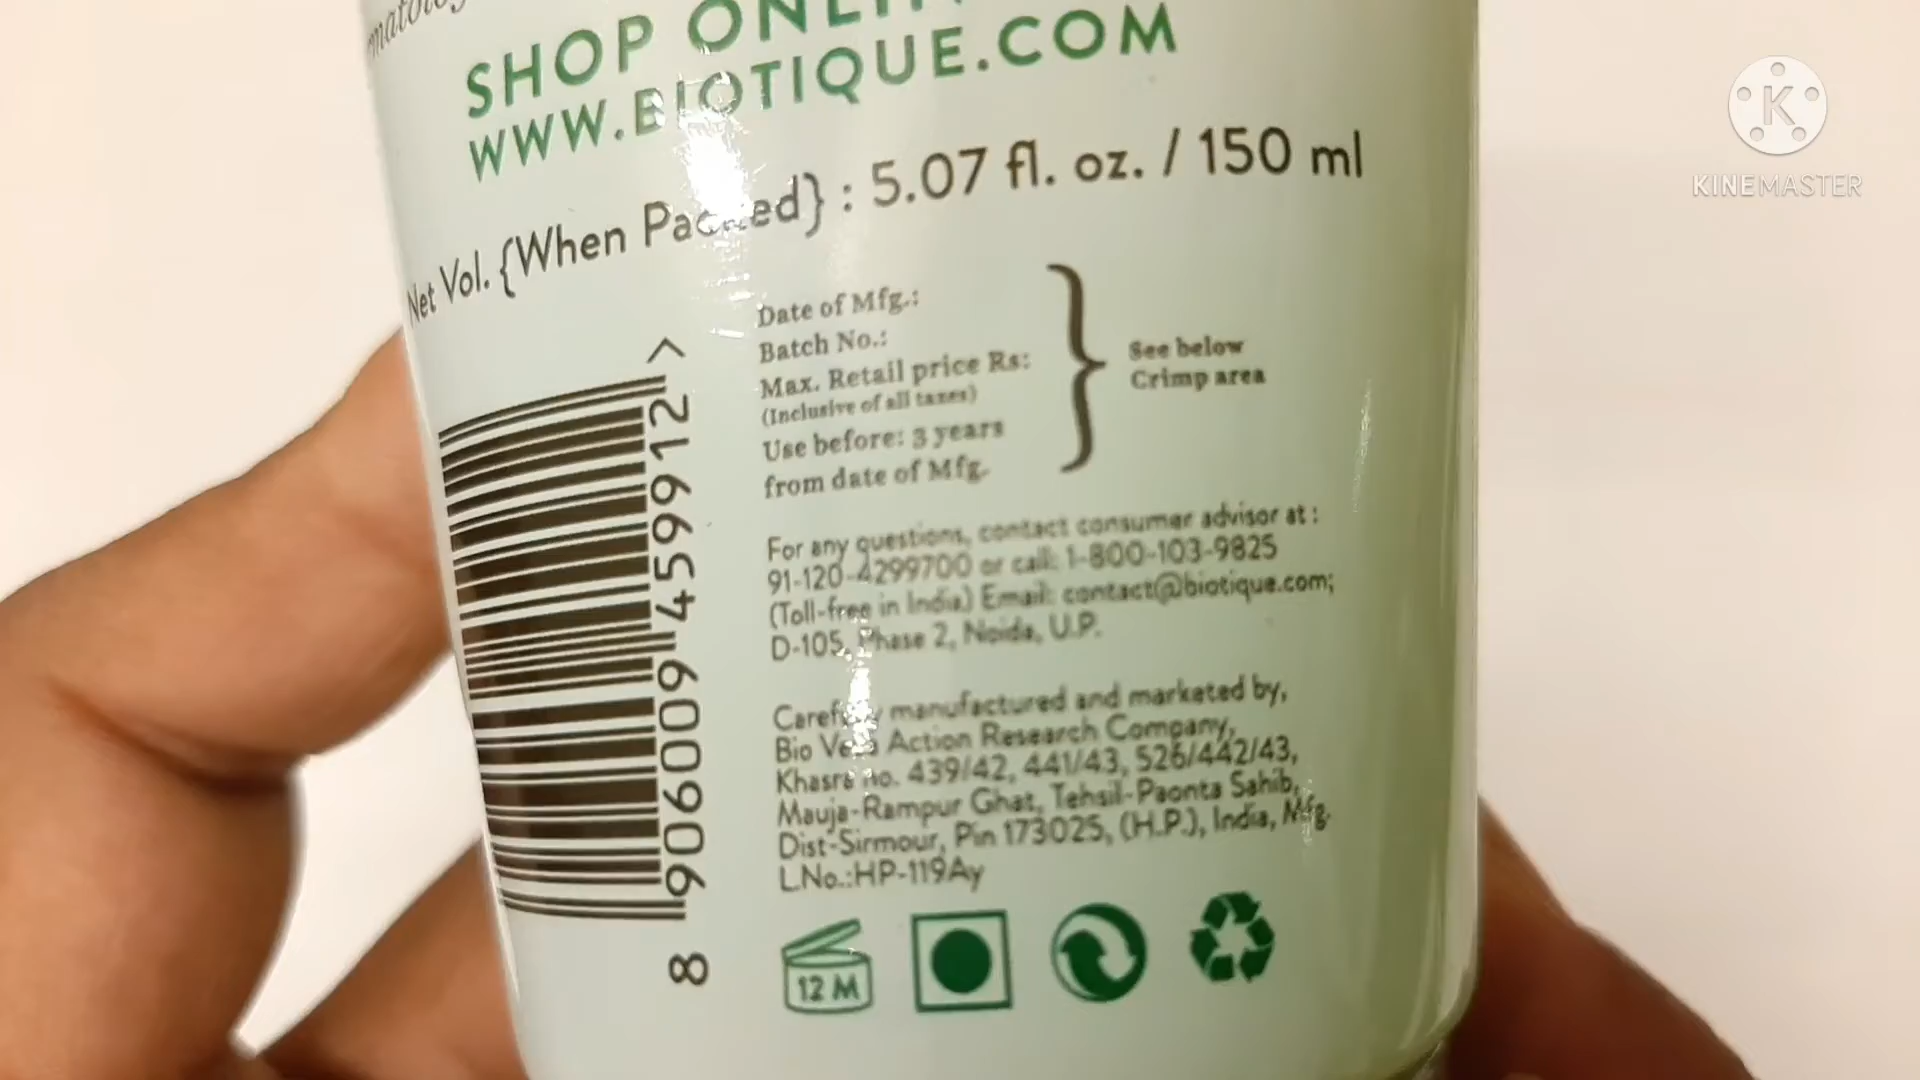 SHOP
WWW.BIOTIQUE.COM
Net Vol. {When Packed} : 5.07 fl. oz. / 150 ml
Date of Mfg.:
Batch No.:
Max. Retail price Rs:
(Inclusive of all taxes)
Use before: 3 years
from date of Mfg.
See below
Crimp area
For any questions, contact consumer advisor at :
91-120-4299700 or call: 1-800-103-9825
(Toll-free in India) Email: contact@biotique.com;
D-105, Phase 2, Noida, U.P.
Carefully manufactured and marketed by,
Bio Veda Action Research Company,
Khasra no. 439/42, 441/43, 526/442/43,
Mauja-Rampur Ghat, Tehsil-Paonta Sahib,
Dist-Sirmour, Pin 173025, (H.P.), India, Mfg.
L.No.:HP-119Ay
8 906009 459912 >
12 M
K
KINEMASTER